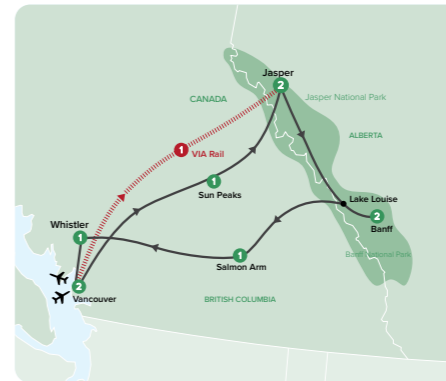 Jasper
2
Jasper National Park
CANADA
ALBERTA
1
VIA Rail
1
Sun Peaks
Lake Louise
2
Banff
Whistler
1
1
Salmon Arm
Banff National Park
2
Vancouver
BRITISH COLUMBIA